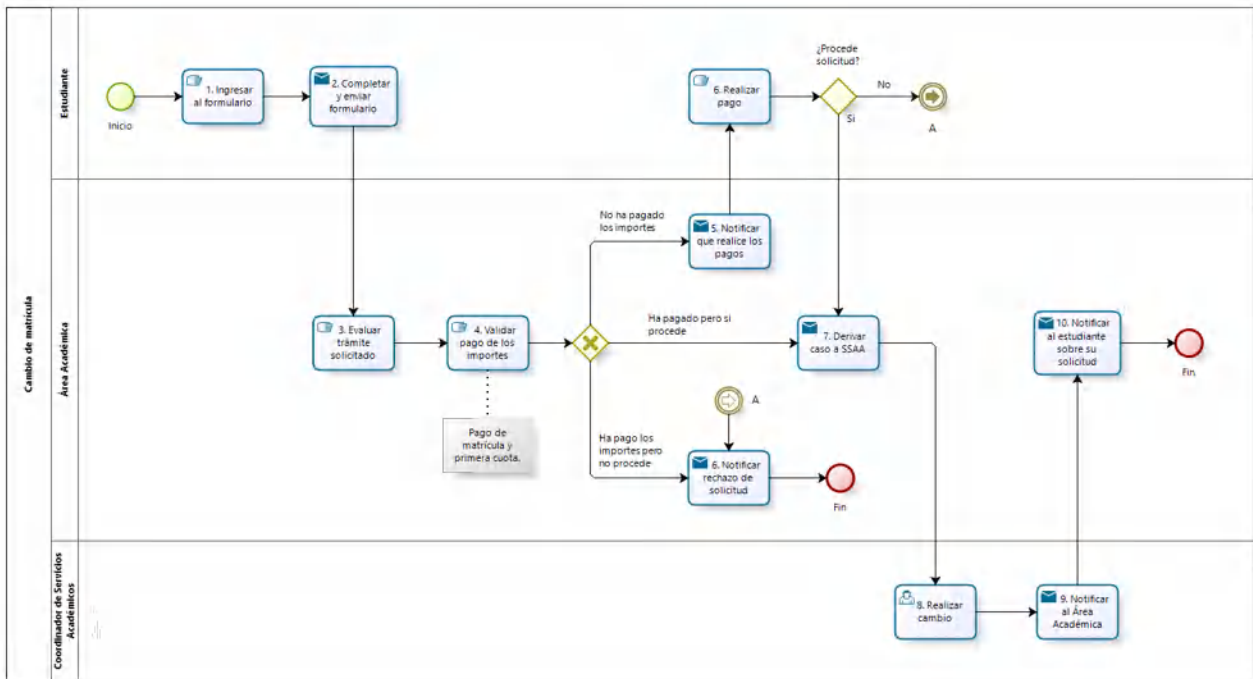 Cambio de matrícula
Estudiante
Inicio
1. Ingresar
al formulario
2. Completar
y enviar
formulario
6. Realizar
pago
¿Procede
solicitud?
No
Si
A
Área Académica
3. Evaluar
trámite
solicitado
4. Validar
pago de los
importes
Pago de
matrícula y
primera cuota.
No ha pagado
los importes
5. Notificar
que realice los
pagos
Ha pagado pero si
procede
7. Derivar
caso a SSAA
A
Ha pago los
importes pero
no procede
6. Notificar
rechazo de
solicitud
Fin
10. Notificar
al estudiante
sobre su
solicitud
Fin
Coordinador de Servicios
Académicos
8. Realizar
cambio
9. Notificar
al Área
Académica